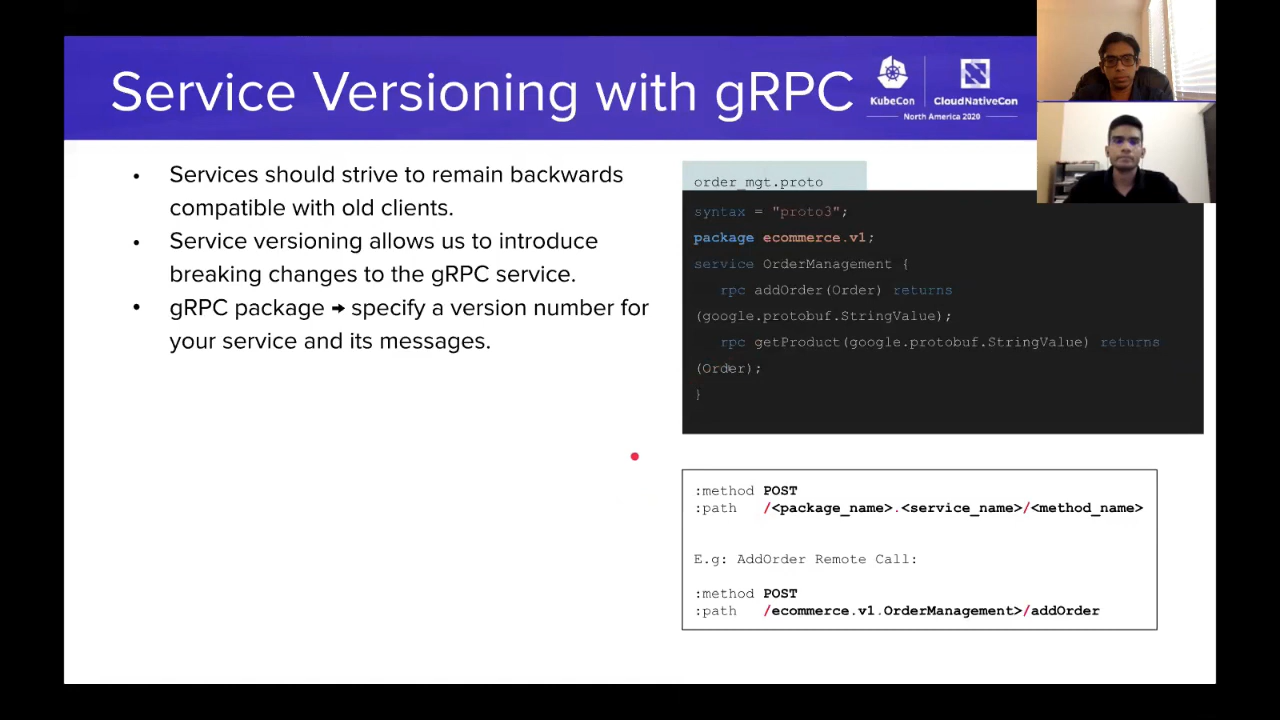 Service Versioning with gRPC
KubeCon
CloudNativeCon
North America 2020
• Services should strive to remain backwards
compatible with old clients.
• Service versioning allows us to introduce
breaking changes to the gRPC service.
• gRPC package → specify a version number for
your service and its messages.
order_mgt.proto
syntax = "proto3";
package ecommerce.v1;
service OrderManagement {
rpc addOrder(Order) returns
(google.protobuf.StringValue);
rpc getProduct(google.protobuf.StringValue) returns
(Order);
}
:method POST
:path /<package_name>.<service_name>/<method_name>
E.g: AddOrder Remote Call:
:method POST
:path /ecommerce.v1.OrderManagement>/addOrder